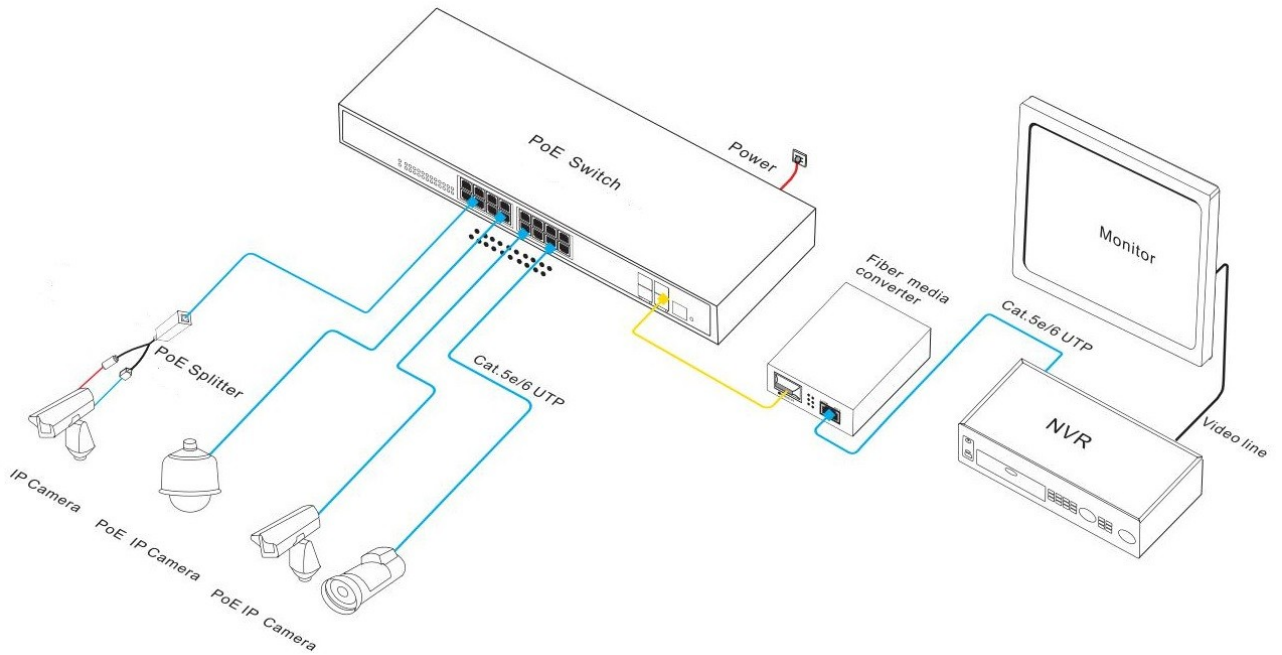 PoE Switch
Power
Monitor
Fiber media
converter
Cat.5e/6 UTP
PoE Splitter
Cat.5e/6 UTP
NVR
Video line
IP Camera
PoE IP Camera
PoE IP Camera